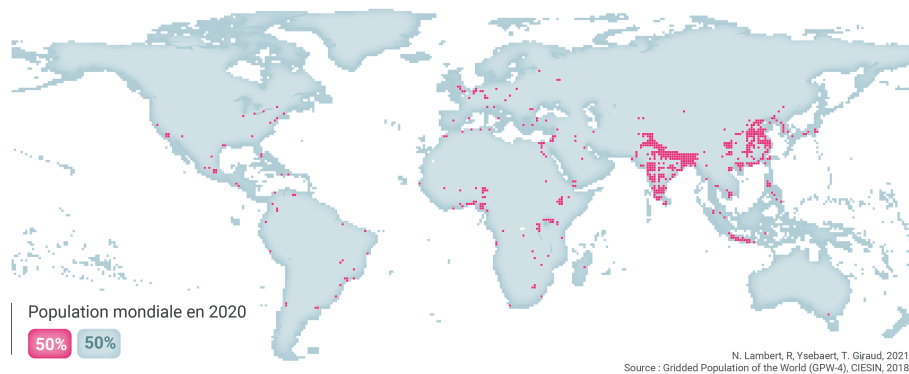 Population mondiale en 2020
50% 50%
N. Lambert, R, Ysebaert, T. Giraud, 2021
Source : Gridded Population of the World (GPW-4), CIESIN, 2018